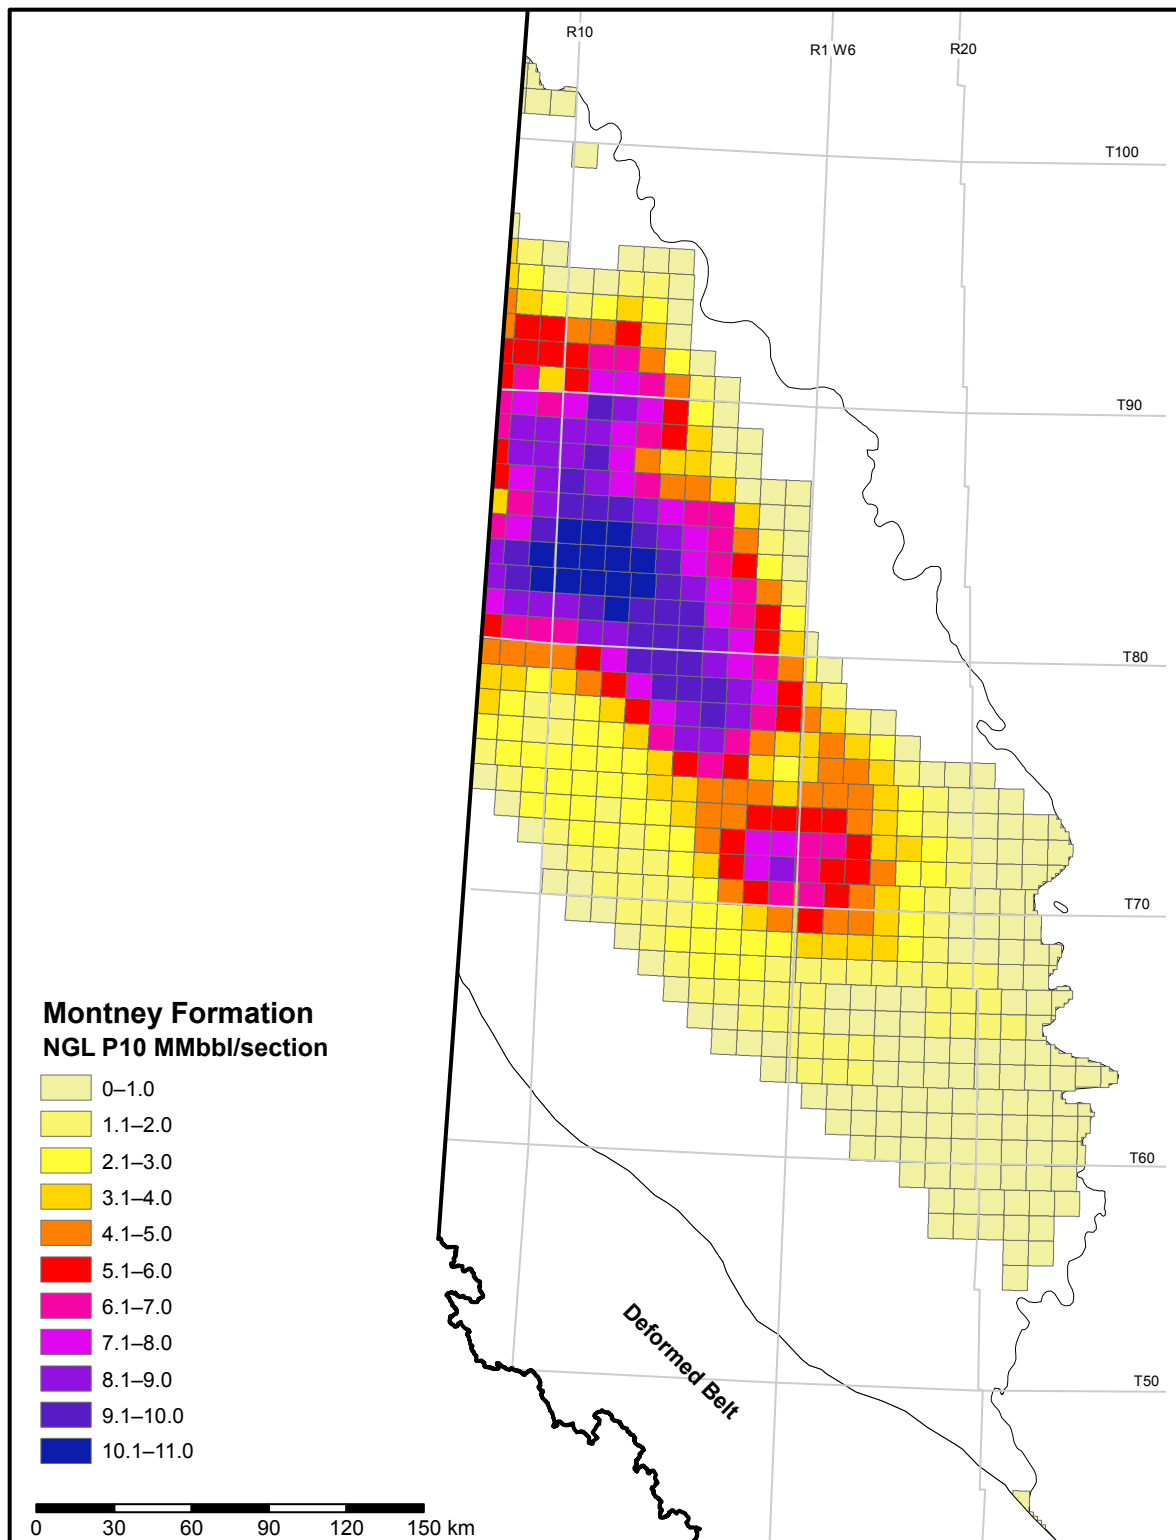 R10
R1 W6
R20
T100
T90
T80
T70
T60
T50
Deformed Belt
Montney Formation
NGL P10 MMbbl/section
0–1.0
1.1–2.0
2.1–3.0
3.1–4.0
4.1–5.0
5.1–6.0
6.1–7.0
7.1–8.0
8.1–9.0
9.1–10.0
10.1–11.0
0 30 60 90 120 150 km